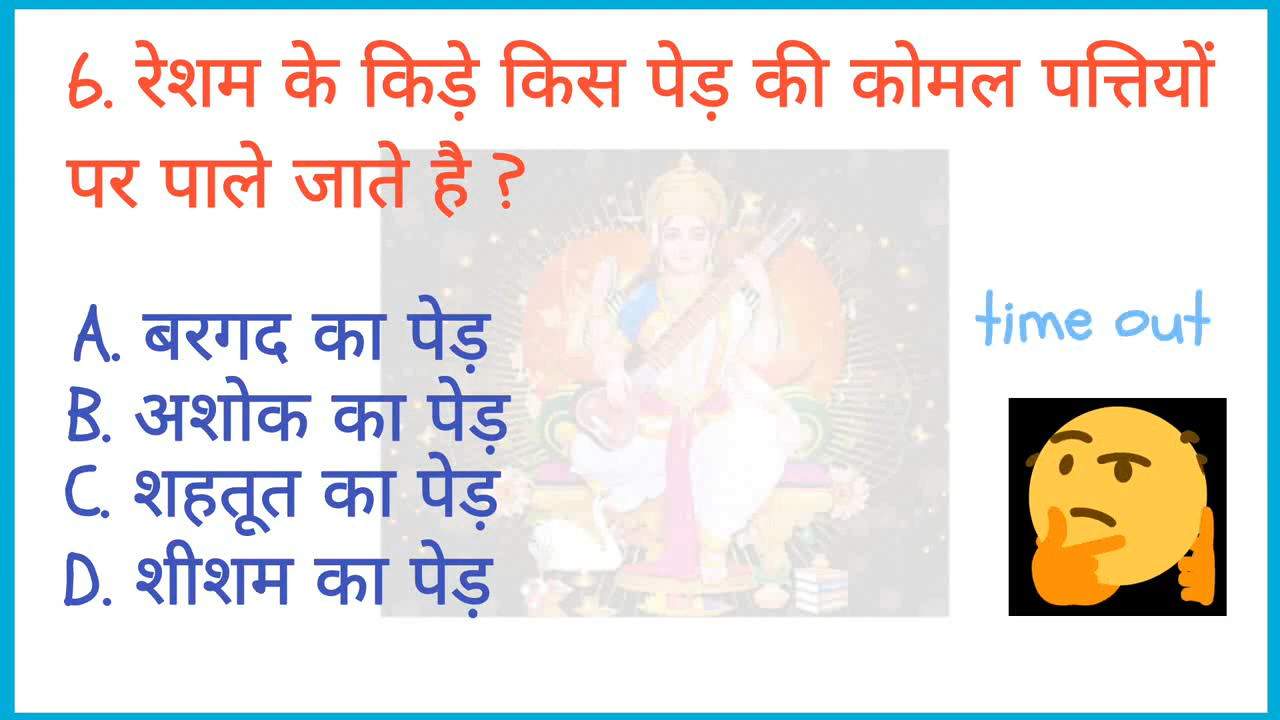 6. रेशम के किड़े किस पेड़ की कोमल पत्तियों
पर पाले जाते है ?
A. बरगद का पेड़
B. अशोक का पेड़
C. शहतूत का पेड़
D. शीशम का पेड़
time out